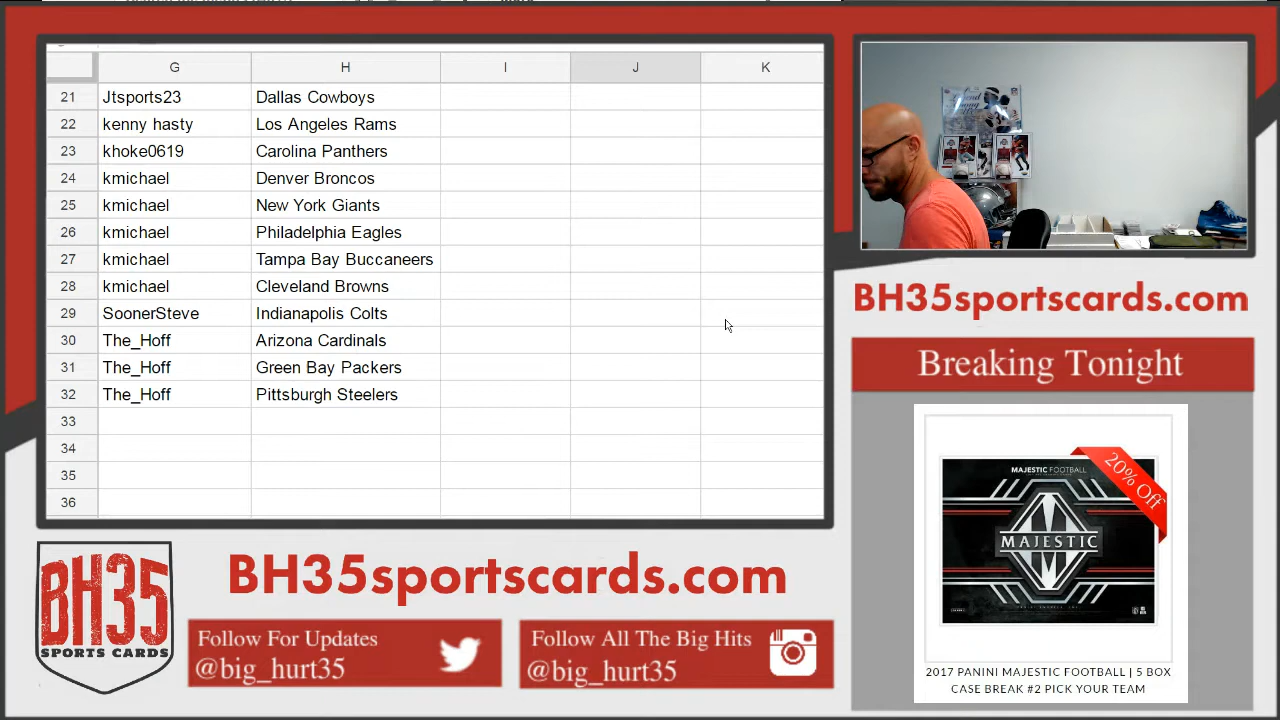 G H I J K
21 Jtsports23 Dallas Cowboys
22 kenny hasty Los Angeles Rams
23 khoke0619 Carolina Panthers
24 kmichael Denver Broncos
25 kmichael New York Giants
26 kmichael Philadelphia Eagles
27 kmichael Tampa Bay Buccaneers
28 kmichael Cleveland Browns
29 SoonerSteve Indianapolis Colts
30 The_Hoff Arizona Cardinals
31 The_Hoff Green Bay Packers
32 The_Hoff Pittsburgh Steelers
33
34
35
36
BH35sportscards.com
Breaking Tonight
20% Off
MAJESTIC FOOTBALL
MAJESTIC
2017 PANINI MAJESTIC FOOTBALL | 5 BOX
CASE BREAK #2 PICK YOUR TEAM
BH35
SPORTS CARDS
BH35sportscards.com
Follow For Updates
@big_hurt35
Follow All The Big Hits
@big_hurt35